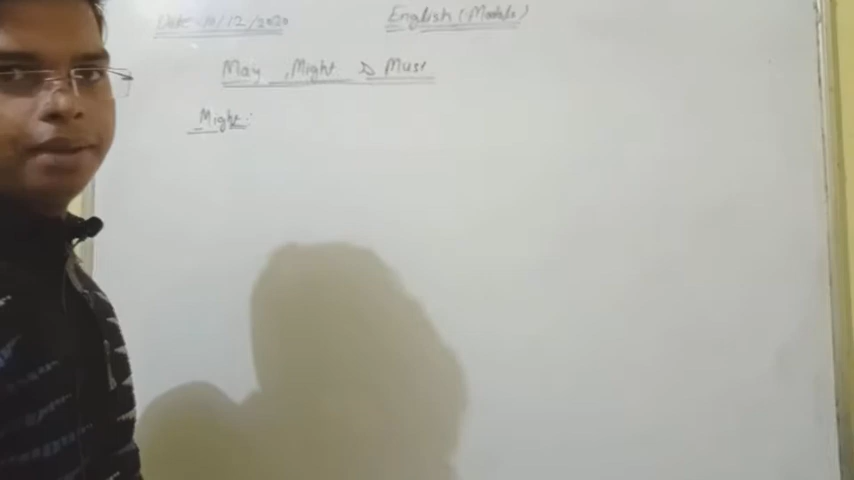 Date - 10/12/2020
English (Modals)
May , Might & Must
Might :